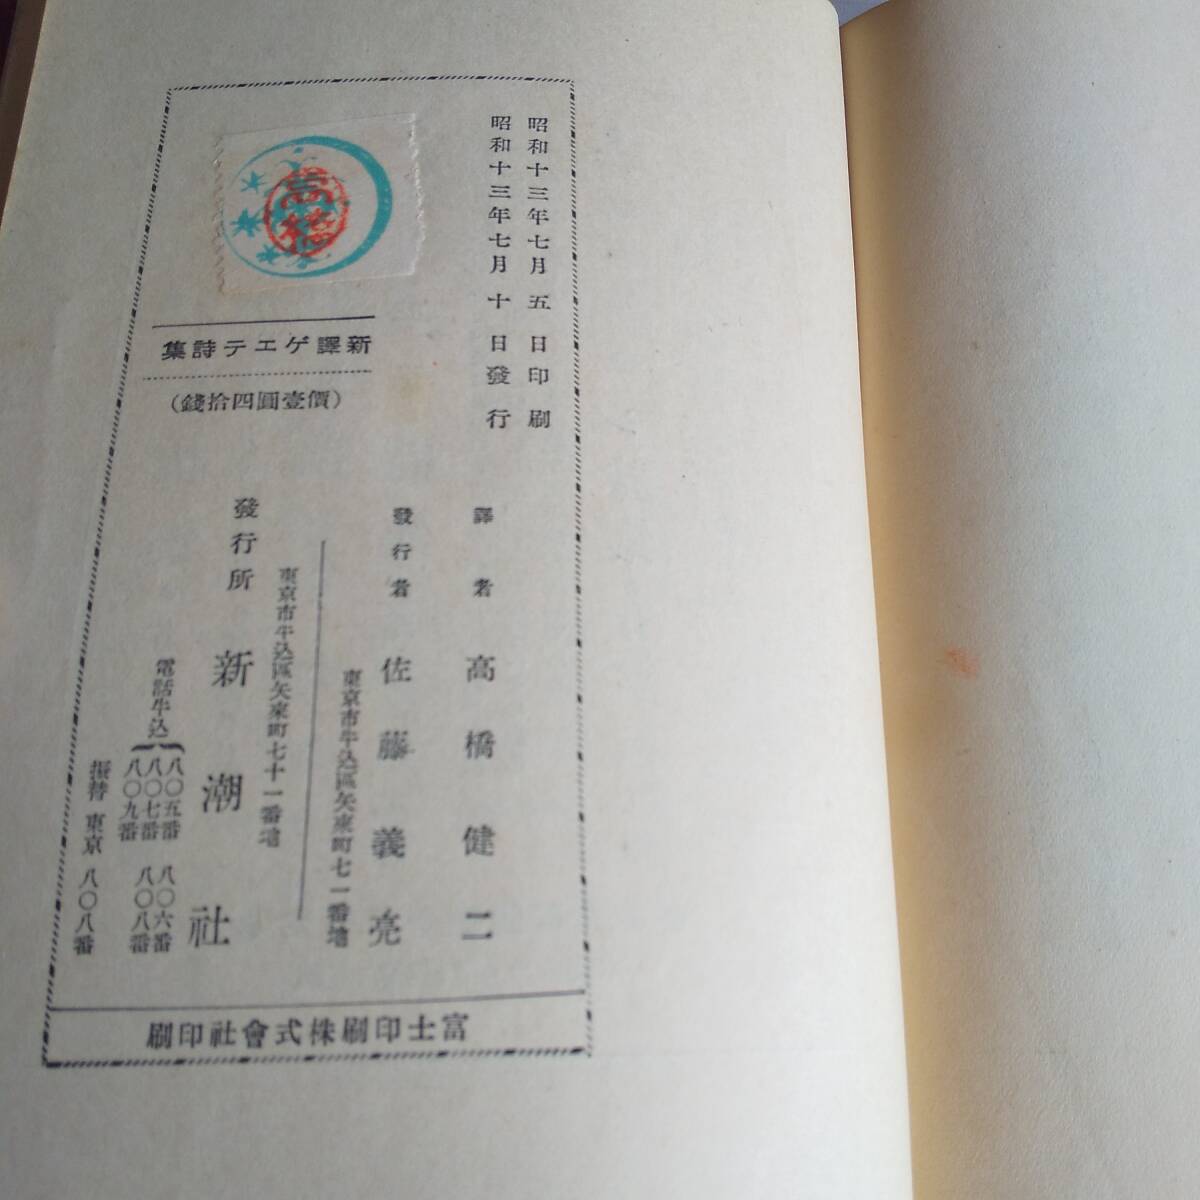 昭和十三年七月五日印刷
昭和十三年七月十日發行
高橋
新譯ゲエテ詩集
（價壹圓四拾錢）
譯者 高橋健二
發行者 佐藤義亮
東京市牛込區矢來町七一番地
東京市牛込區矢來町七十一番地
發行所 新潮社
電話牛込
八〇五番 八〇六番
八〇七番 八〇八番
八〇九番
振替 東京 八〇八番
富士印刷株式會社印刷